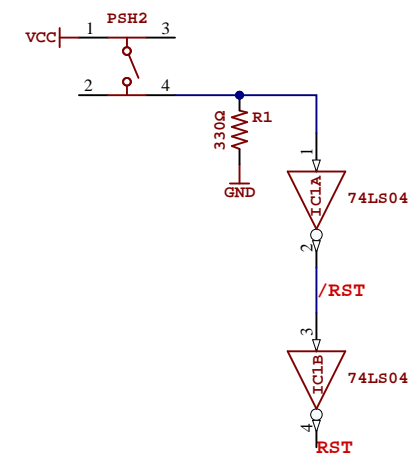 PSH2
VCC 1 3
2 4
330Ω R1
GND
1
IC1A 74LS04
2
/RST
3
IC1B 74LS04
4
RST